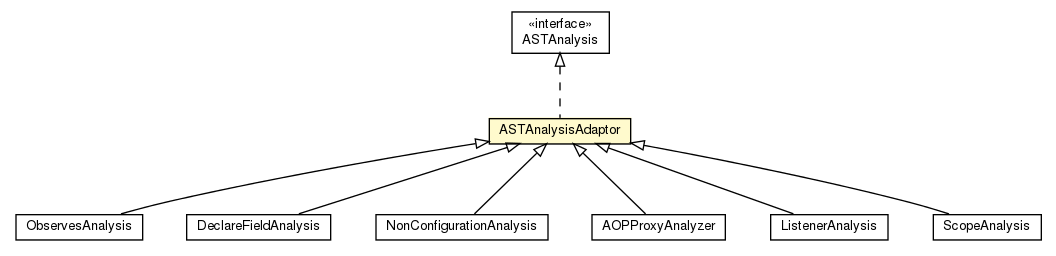 «interface»
ASTAnalysis
ASTAnalysisAdaptor
ObservesAnalysis
DeclareFieldAnalysis
NonConfigurationAnalysis
AOPProxyAnalyzer
ListenerAnalysis
ScopeAnalysis